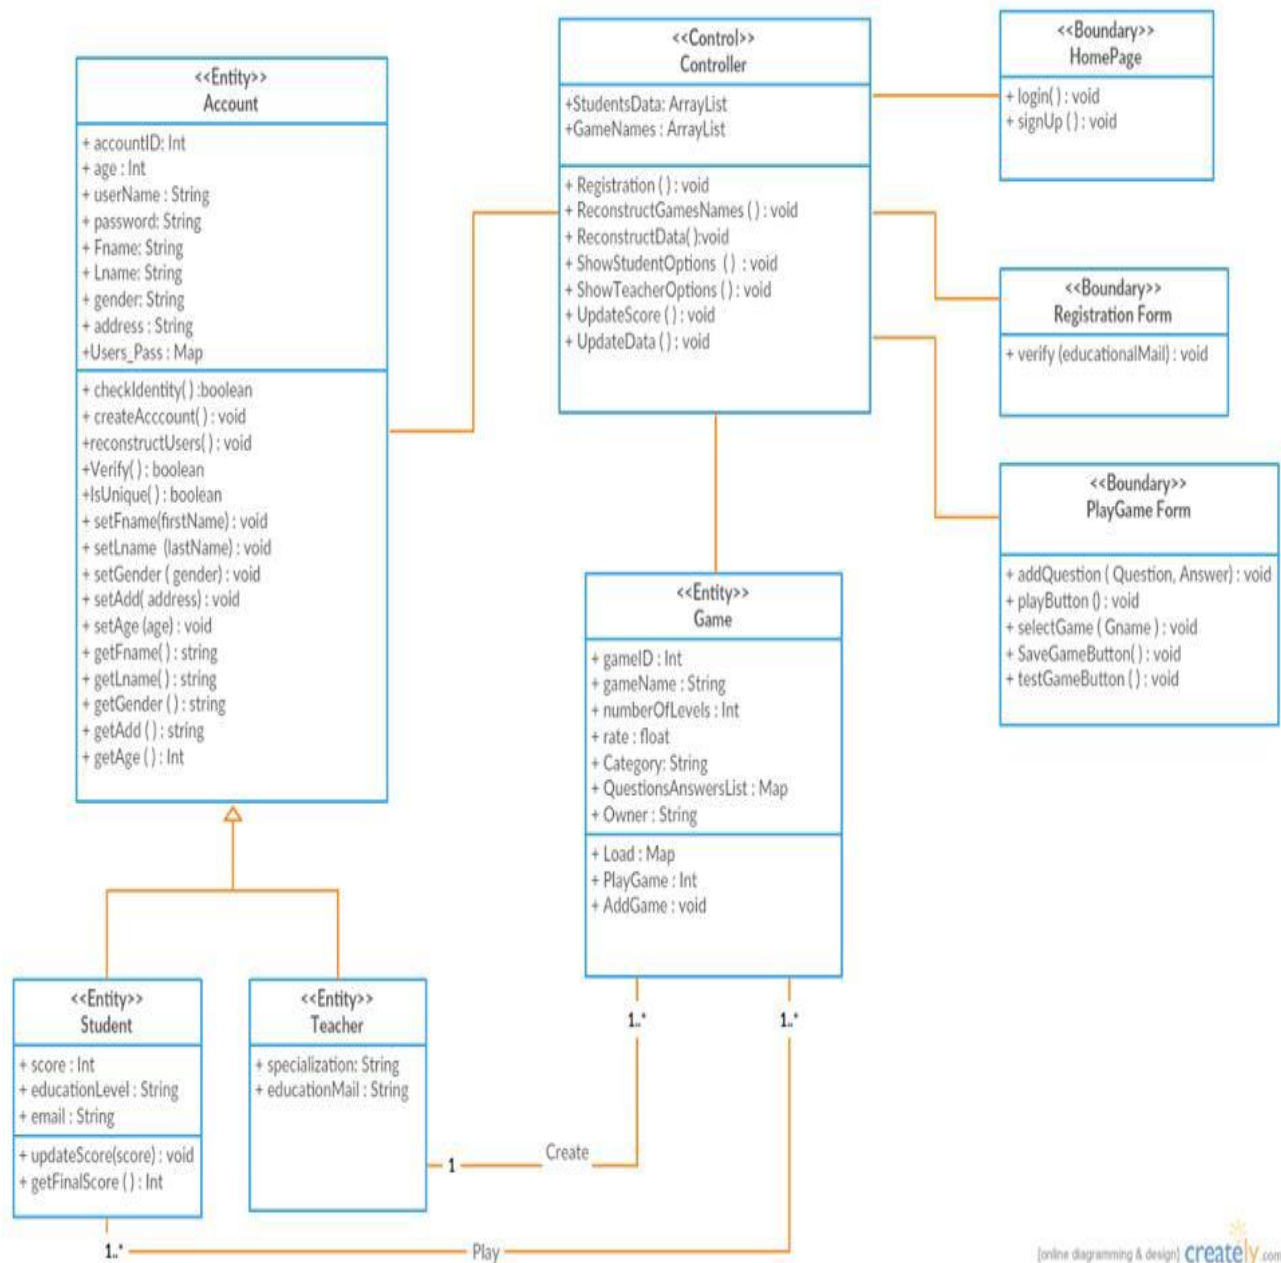 <<Entity>>
Account
+ accountID: Int
+ age : Int
+ userName : String
+ password: String
+ Fname: String
+ Lname: String
+ gender: String
+ address : String
+Users_Pass : Map
+ checkIdentity( ) :boolean
+ createAcccount( ) : void
+reconstructUsers( ) : void
+Verify( ) : boolean
+IsUnique( ) : boolean
+ setFname(firstName) : void
+ setLname (lastName) : void
+ setGender ( gender) : void
+ setAdd( address) : void
+ setAge (age) : void
+ getFname( ) : string
+ getLname( ) : string
+ getGender ( ) : string
+ getAdd ( ) : string
+ getAge ( ) : Int
<<Control>>
Controller
+StudentsData: ArrayList
+GameNames : ArrayList
+ Registration ( ) : void
+ ReconstructGamesNames ( ) : void
+ ReconstructData( ):void
+ ShowStudentOptions ( ) : void
+ ShowTeacherOptions ( ) : void
+ UpdateScore ( ) : void
+ UpdateData ( ) : void
<<Boundary>>
HomePage
+ login( ) : void
+ signUp ( ) : void
<<Boundary>>
Registration Form
+ verify (educationalMail) : void
<<Boundary>>
PlayGame Form
+ addQuestion ( Question, Answer) : void
+ playButton () : void
+ selectGame ( Gname ) : void
+ SaveGameButton() : void
+ testGameButton ( ) : void
<<Entity>>
Game
+ gameID : Int
+ gameName : String
+ numberOfLevels : Int
+ rate : float
+ Category: String
+ QuestionsAnswersList : Map
+ Owner : String
+ Load : Map
+ PlayGame : Int
+ AddGame : void
<<Entity>>
Student
+ score : Int
+ educationLevel : String
+ email : String
+ updateScore(score) : void
+ getFinalScore ( ) : Int
<<Entity>>
Teacher
+ specialization: String
+ educationMail : String
1..*
1..*
1
Create
1..*
Play
[online diagramming & design] creately.com